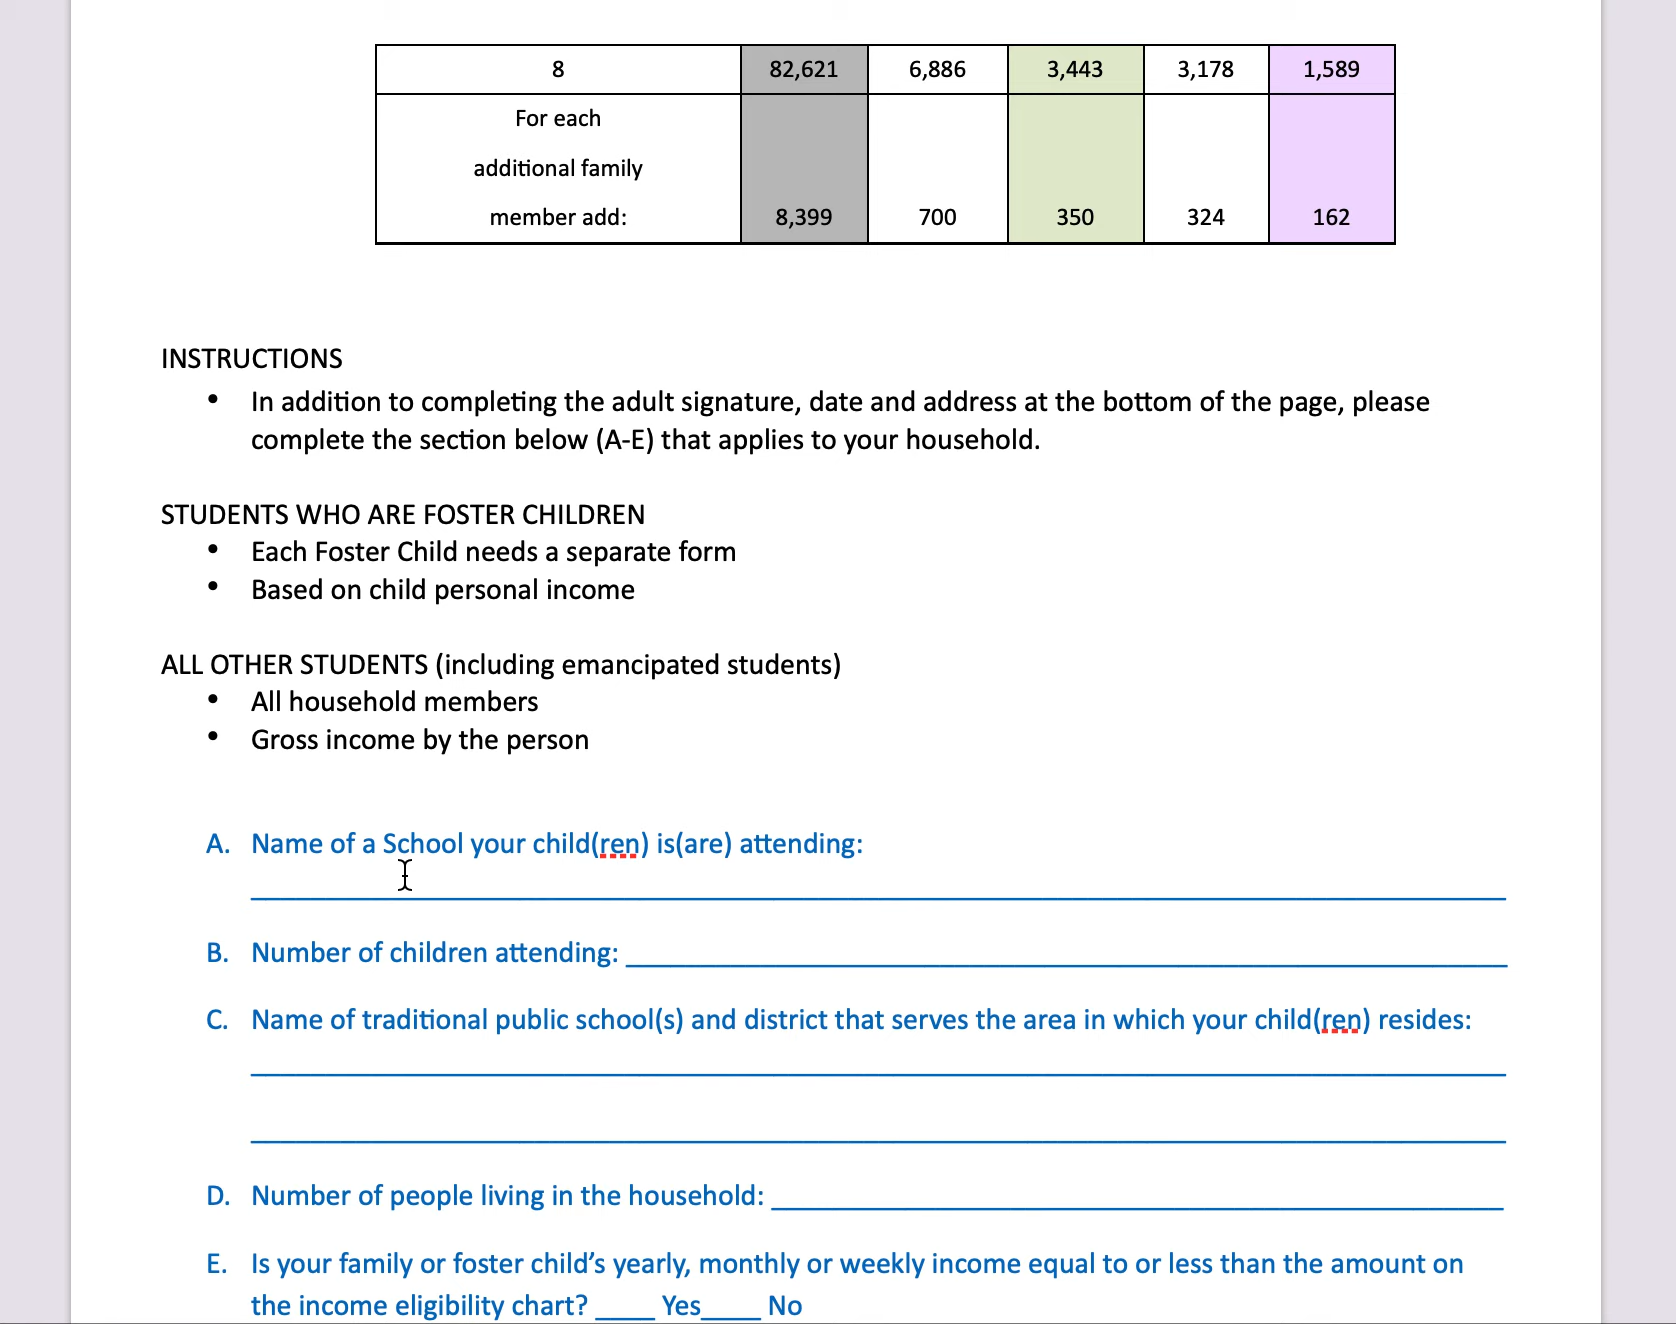 8 82,621 6,886 3,443 3,178 1,589
For each
additional family
member add: 8,399 700 350 324 162
INSTRUCTIONS
• In addition to completing the adult signature, date and address at the bottom of the page, please
complete the section below (A-E) that applies to your household.
STUDENTS WHO ARE FOSTER CHILDREN
• Each Foster Child needs a separate form
• Based on child personal income
ALL OTHER STUDENTS (including emancipated students)
• All household members
• Gross income by the person
A. Name of a School your child(ren) is(are) attending:
B. Number of children attending:
C. Name of traditional public school(s) and district that serves the area in which your child(ren) resides:
D. Number of people living in the household:
E. Is your family or foster child’s yearly, monthly or weekly income equal to or less than the amount on
the income eligibility chart? ____ Yes____ No